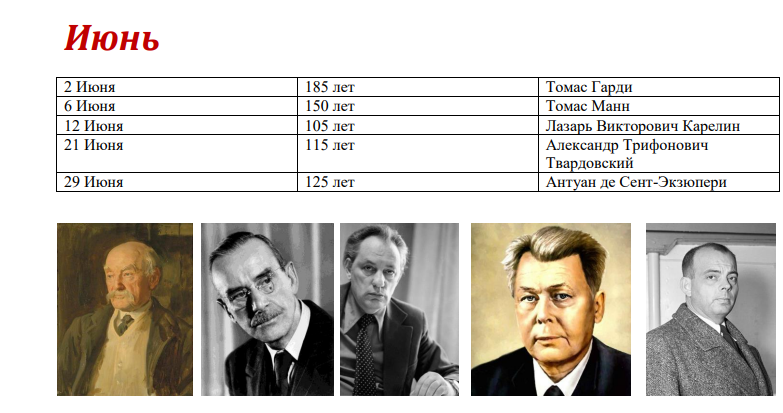 Июнь
2 Июня 185 лет Томас Гарди
6 Июня 150 лет Томас Манн
12 Июня 105 лет Лазарь Викторович Карелин
21 Июня 115 лет Александр Трифонович
Твардовский
29 Июня 125 лет Антуан де Сент-Экзюпери